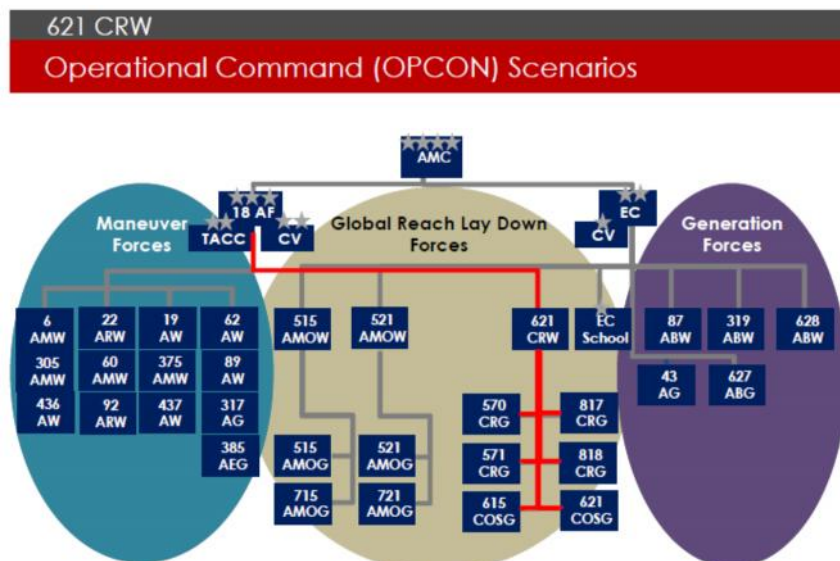 621 CRW
Operational Command (OPCON) Scenarios
AMC
18 AF
TACC
CV
EC
CV
Maneuver
Forces
Global Reach Lay Down
Forces
Generation
Forces
6
AMW
22
ARW
19
AW
62
AW
305
AMW
60
AMW
375
AMW
89
AW
436
AW
92
ARW
437
AW
317
AG
385
AEG
515
AMOW
521
AMOW
621
CRW
EC
School
515
AMOG
521
AMOG
715
AMOG
721
AMOG
570
CRG
817
CRG
571
CRG
818
CRG
615
COSG
621
COSG
87
ABW
319
ABW
628
ABW
43
AG
627
ABG